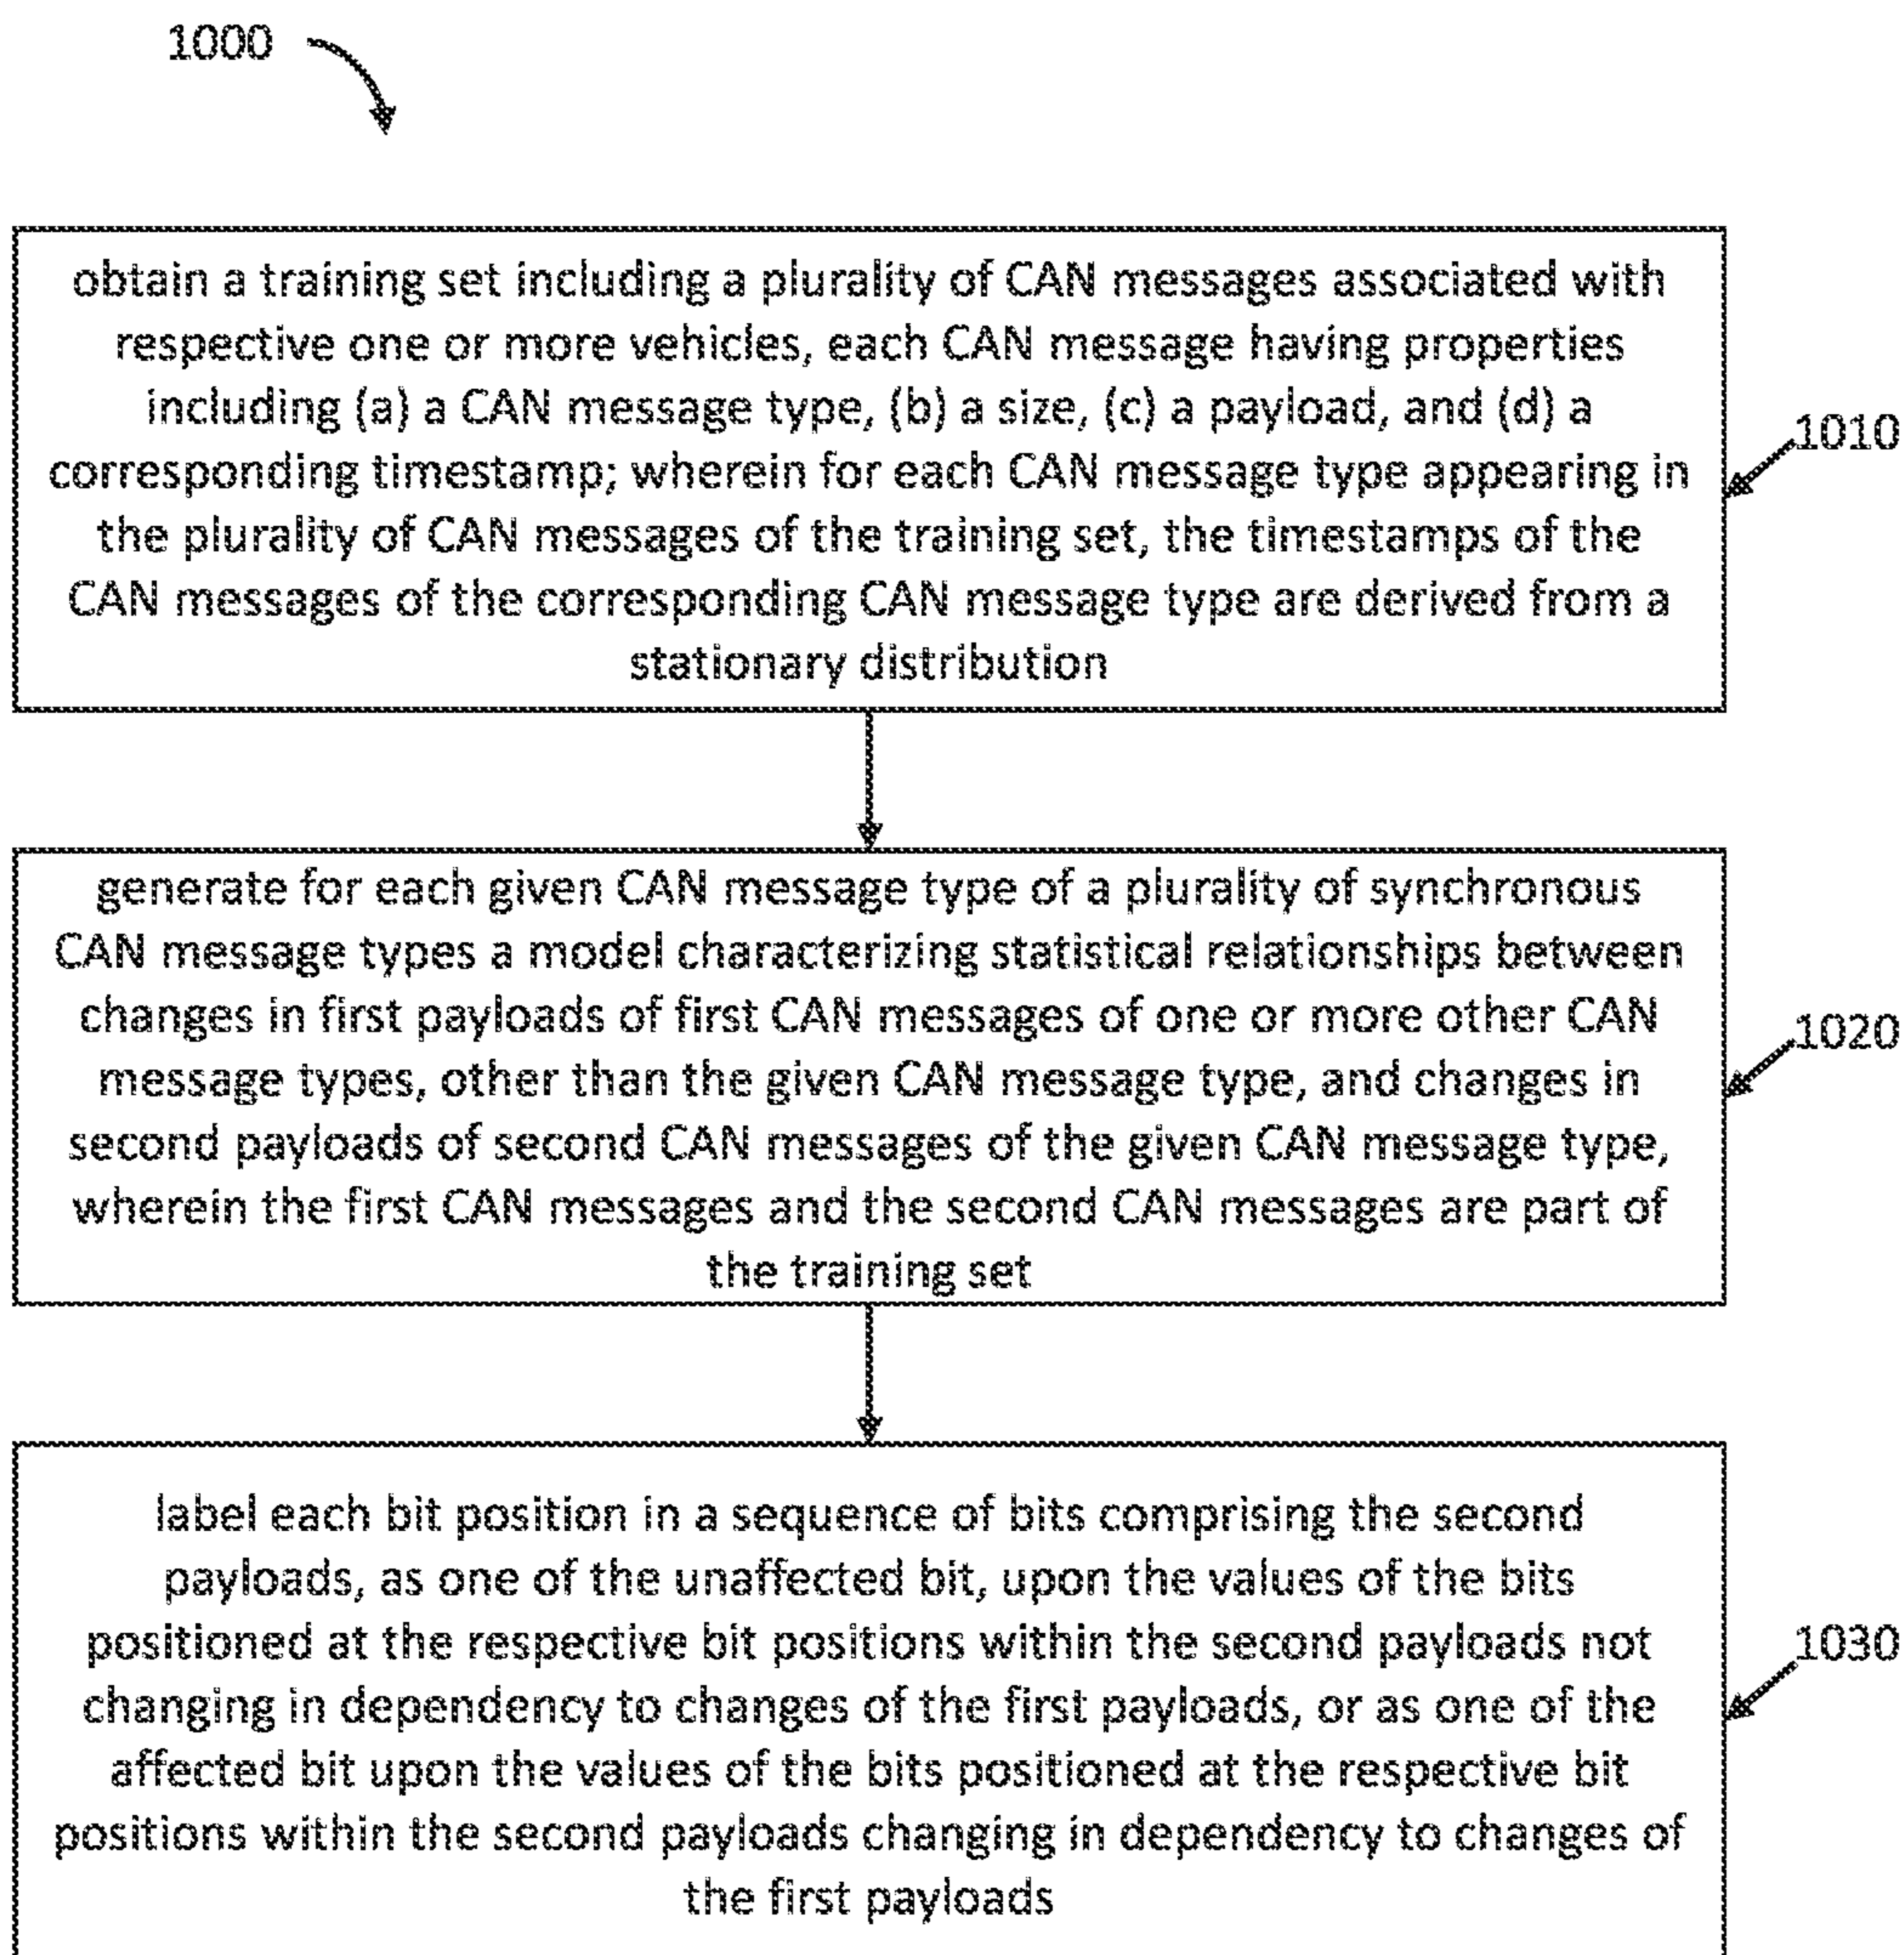 1000
obtain a training set including a plurality of CAN messages associated with
respective one or more vehicles, each CAN message having properties
including (a) a CAN message type, (b) a size, (c) a payload, and (d) a
corresponding timestamp; wherein for each CAN message type appearing in
the plurality of CAN messages of the training set, the timestamps of the
CAN messages of the corresponding CAN message type are derived from a
stationary distribution
1010
generate for each given CAN message type of a plurality of synchronous
CAN message types a model characterizing statistical relationships between
changes in first payloads of first CAN messages of one or more other CAN
message types, other than the given CAN message type, and changes in
second payloads of second CAN messages of the given CAN message type,
wherein the first CAN messages and the second CAN messages are part of
the training set
1020
label each bit position in a sequence of bits comprising the second
payloads, as one of the unaffected bit, upon the values of the bits
positioned at the respective bit positions within the second payloads not
changing in dependency to changes of the first payloads, or as one of the
affected bit upon the values of the bits positioned at the respective bit
positions within the second payloads changing in dependency to changes of
the first payloads
1030